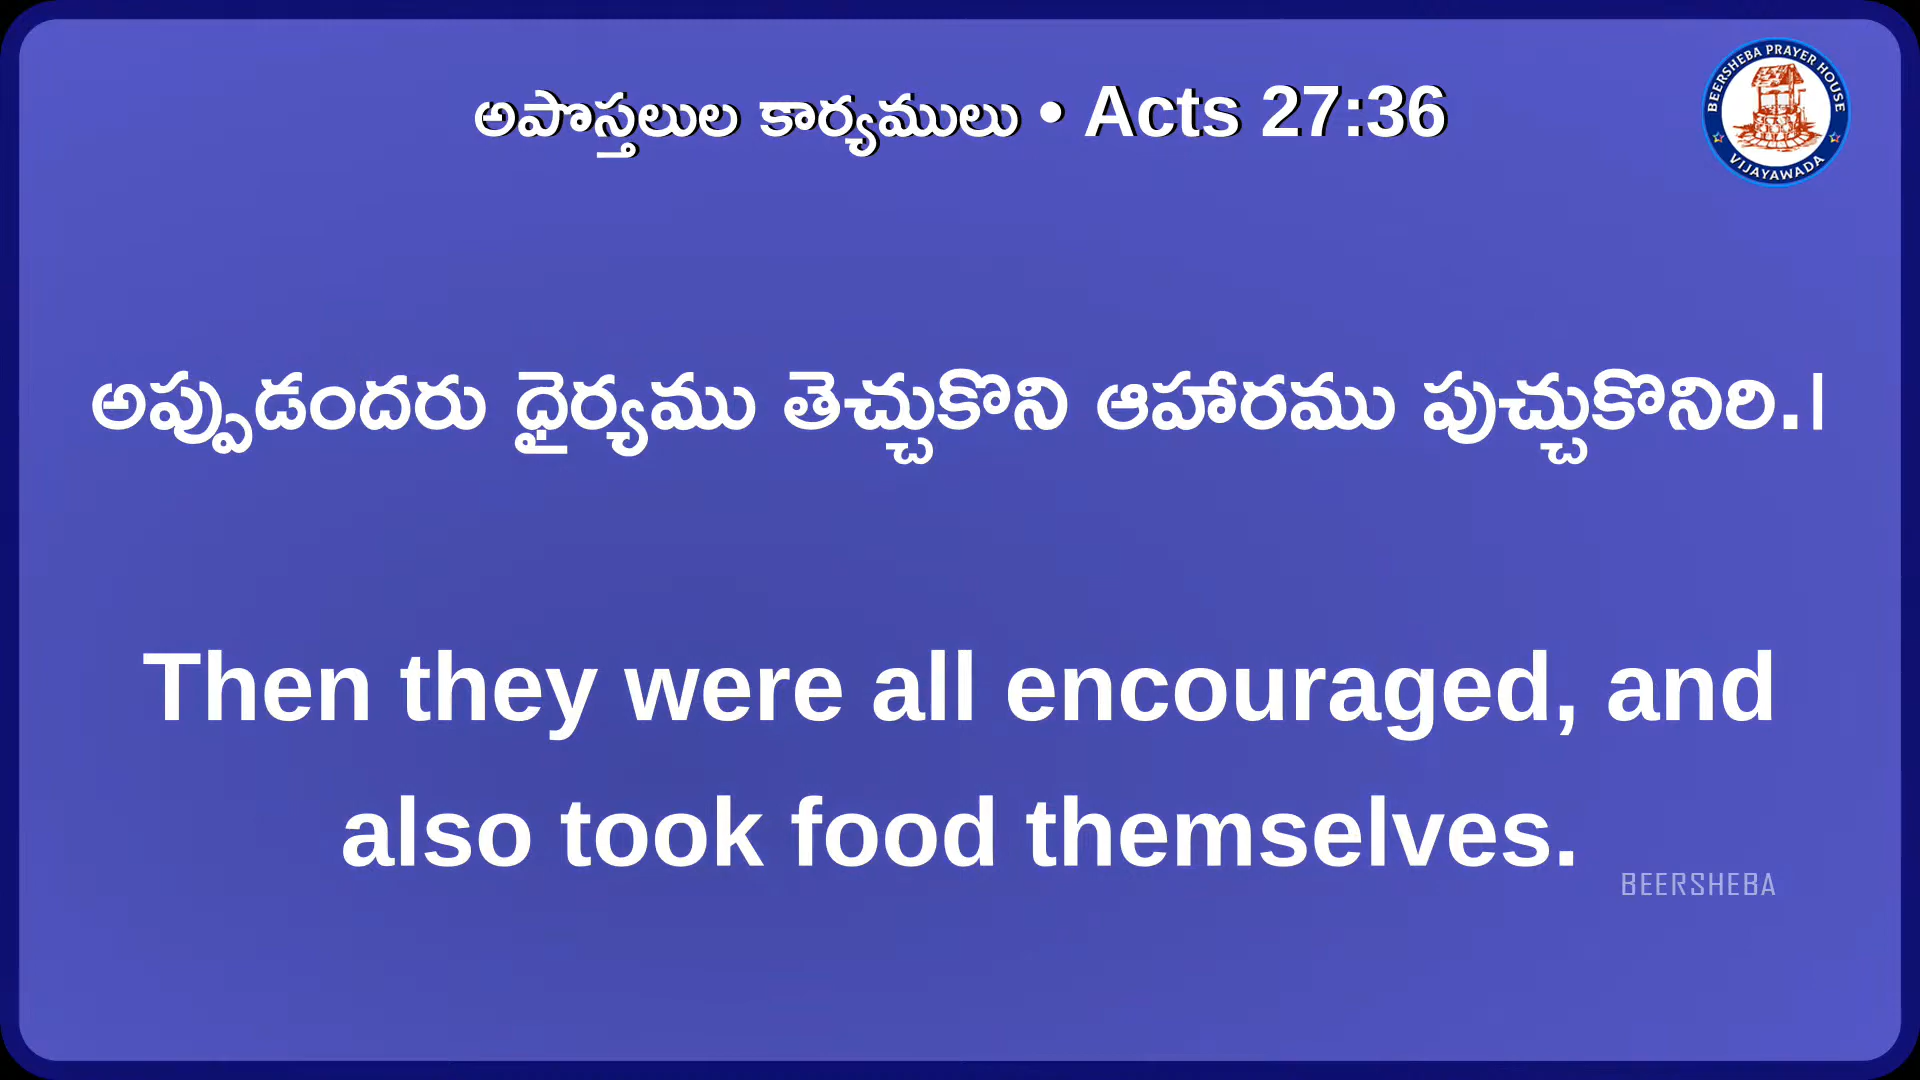 అపొస్తలుల కార్యములు • Acts 27:36
BEERSHEBA PRAYER HOUSE
VIJAYAWADA
అప్పుడందరు ధైర్యము తెచ్చుకొని ఆహారము పుచ్చుకొనిరి.|
Then they were all encouraged, and
also took food themselves.
BEERSHEBA